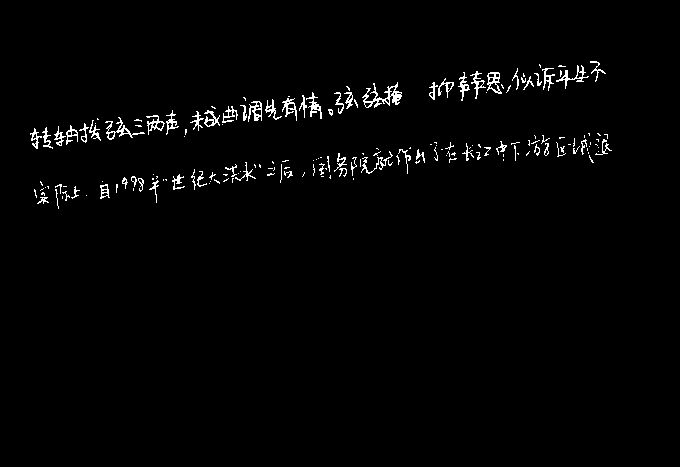 转轴拨弦三两声，未成曲调先有情。弦弦掩 抑声声思，似诉平生不
实际上，自1998年“世纪大洪水”之后，国务院就作出了在长江中下游区域退